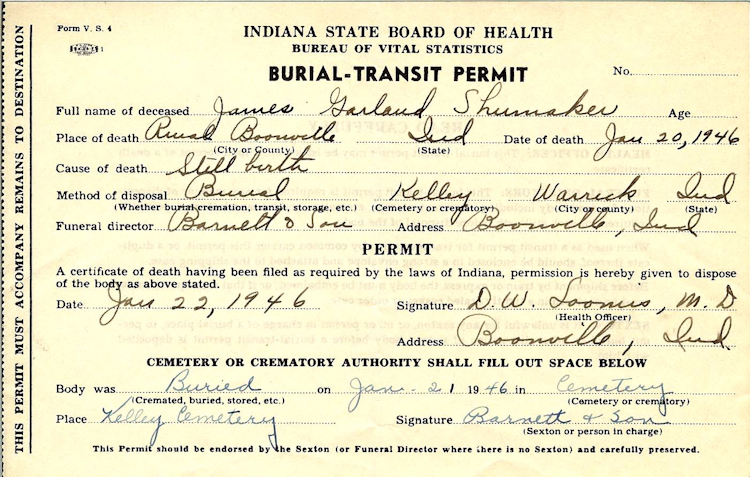 Form V. S. 4
INDIANA STATE BOARD OF HEALTH
BUREAU OF VITAL STATISTICS
BURIAL-TRANSIT PERMIT
No.
Full name of deceased James Garland Shumaker Age
Place of death Rural Boonville Ind Date of death Jan 20, 1946
(City or County) (State)
Cause of death Still birth
Method of disposal Burial Kelley Warrick Ind
(Whether burial, cremation, transit, storage, etc.) (Cemetery or crematory) (City or county) (State)
Funeral director Barnett & Son Address Boonville, Ind
PERMIT
A certificate of death having been filed as required by the laws of Indiana, permission is hereby given to dispose
of the body as above stated.
Date Jan 22, 1946 Signature D. W. Loomis, M. D
(Health Officer)
Address Boonville, Ind
CEMETERY OR CREMATORY AUTHORITY SHALL FILL OUT SPACE BELOW
Body was Buried on Jan - 21 1946 in Cemetery
(Cremated, buried, stored, etc.) (Cemetery or crematory)
Place Kelley Cemetery Signature Barnett & Son
(Sexton or person in charge)
This Permit should be endorsed by the Sexton (or Funeral Director where there is no Sexton) and carefully preserved.
THIS PERMIT MUST ACCOMPANY REMAINS TO DESTINATION